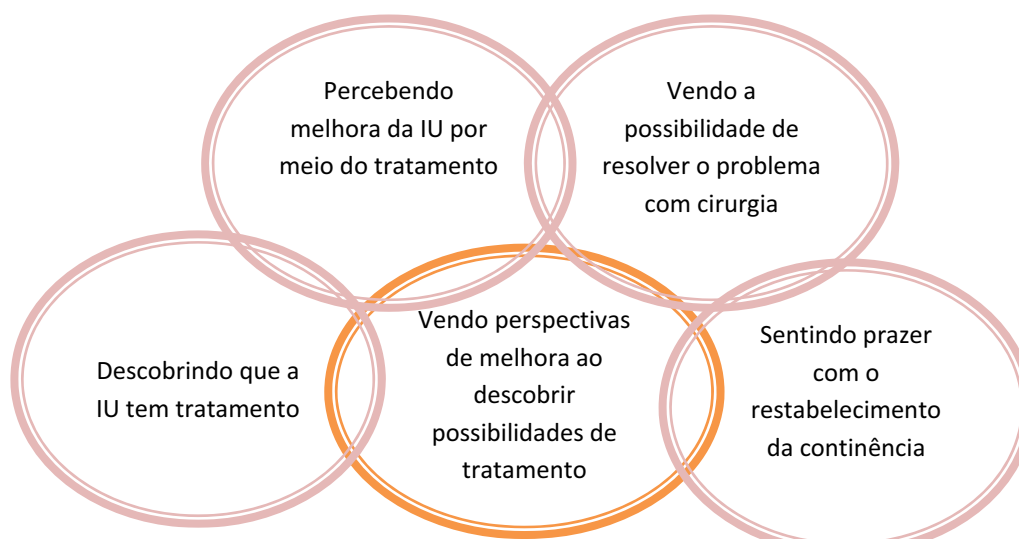 Percebendo
melhora da IU por
meio do tratamento
Vendo a
possibilidade de
resolver o problema
com cirurgia
Descobrindo que a
IU tem tratamento
Vendo perspectivas
de melhora ao
descobrir
possibilidades de
tratamento
Sentindo prazer
com o
restabelecimento
da continência